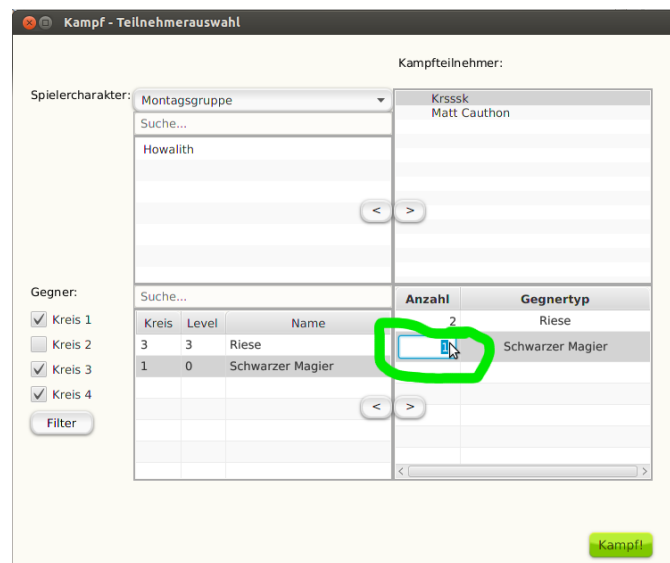 Kampf - Teilnehmerauswahl
Kampfteilnehmer:
Spielercharakter:
Montagsgruppe
Suche...
Howalith
Krsssk
Matt Cauthon
< >
Gegner:
Kreis 1
Kreis 2
Kreis 3
Kreis 4
Filter
Suche...
Kreis Level Name
3 3 Riese
1 0 Schwarzer Magier
< >
Anzahl Gegnertyp
2 Riese
1 Schwarzer Magier
Kampf!